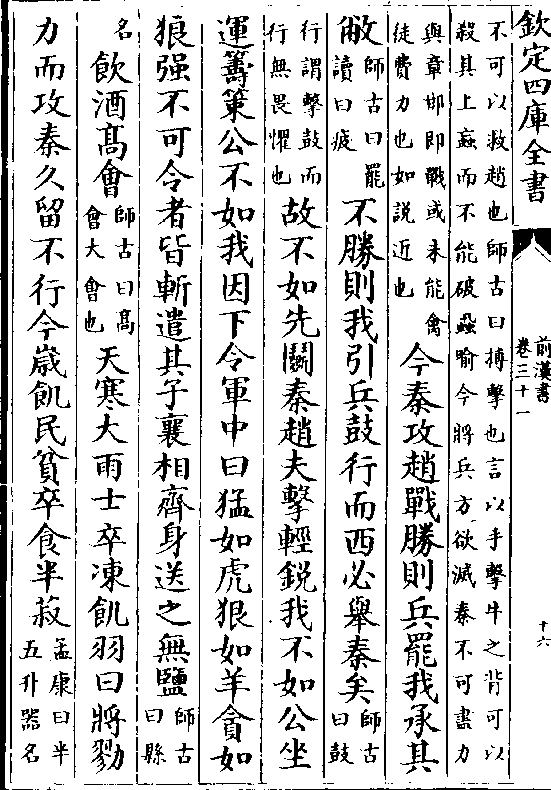 欽定四庫全書
前漢書
卷三十一
十六
不可以救趙也師古曰搏擊也言以手擊牛之背可以
殺其上蝱而不能破蝨喻今將兵方欲滅秦不可盡力
與章邯即戰或未能禽
徒費力也如説近也
今秦攻趙戰勝則兵罷我承其
敝師古曰罷
讀曰疲
不勝則我引兵鼓行而西必舉秦矣師古
曰鼓
行謂擊鼓而
行無畏懼也
故不如先鬭秦趙夫擊輕鋭我不如公坐
運籌策公不如我因下令軍中曰猛如虎狠如羊貪如
狼强不可令者皆斬遣其子襄相齊身送之無鹽師古
曰縣
名
飲酒髙會師古曰髙
會大會也
天寒大雨士卒凍飢羽曰將勠
力而攻秦久留不行今嵗飢民貧卒食半菽孟康曰半
五升器名